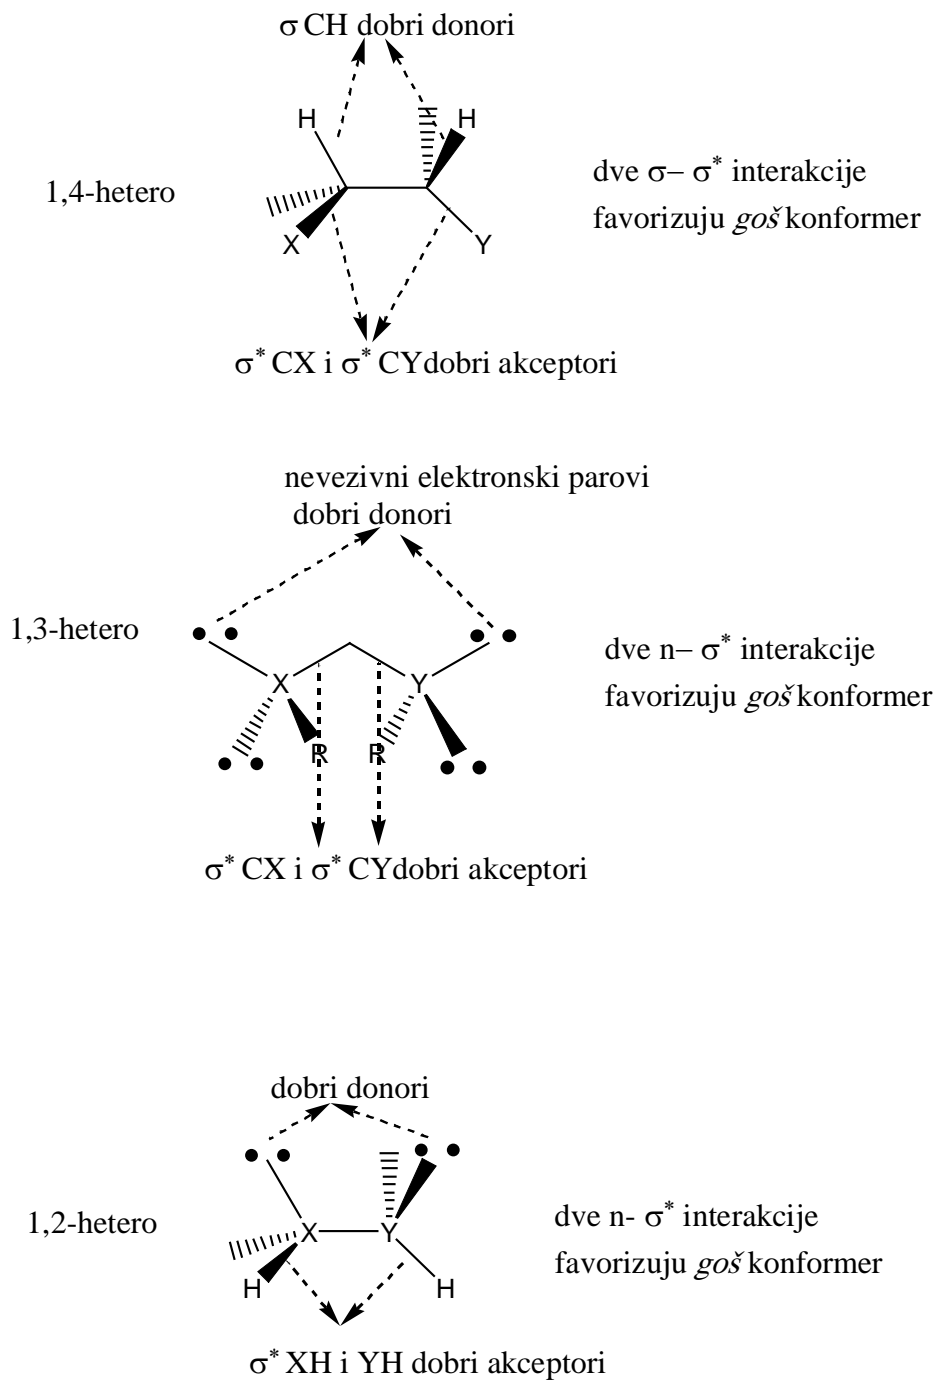 σ CH dobri donori
H
H
1,4-hetero
dve σ– σ* interakcije
favorizuju goš konformer
X
Y
σ* CX i σ* CYdobri akceptori
nevezivni elektronski parovi
dobri donori
1,3-hetero
dve n– σ* interakcije
favorizuju goš konformer
X
Y
R
R
σ* CX i σ* CYdobri akceptori
dobri donori
1,2-hetero
dve n- σ* interakcije
favorizuju goš konformer
X
Y
H
H
σ* XH i YH dobri akceptori